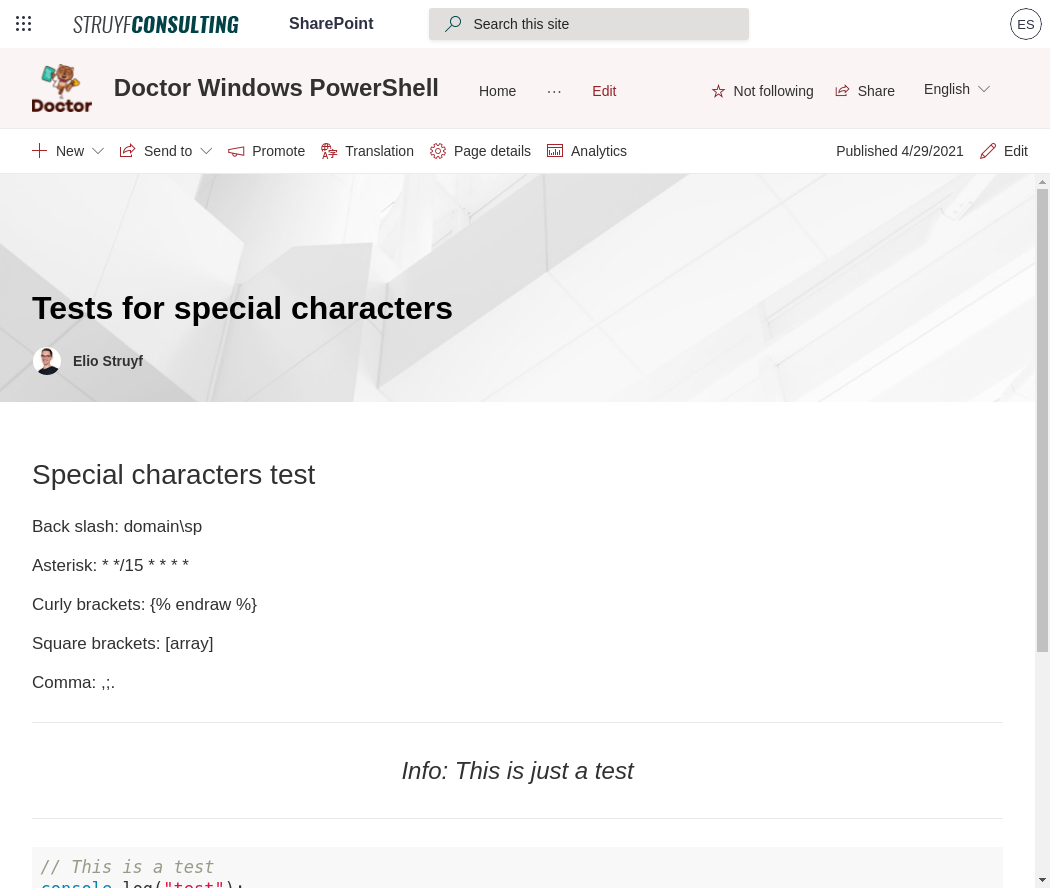 STRUYFCONSULTING SharePoint Search this site ES
Doctor Doctor Windows PowerShell Home ... Edit Not following Share English
New Send to Promote Translation Page details Analytics Published 4/29/2021 Edit
Tests for special characters
Elio Struyf
Special characters test
Back slash: domain\sp
Asterisk: * */15 * * * *
Curly brackets: {% endraw %}
Square brackets: [array]
Comma: ,;.
Info: This is just a test
// This is a test
console.log("test");